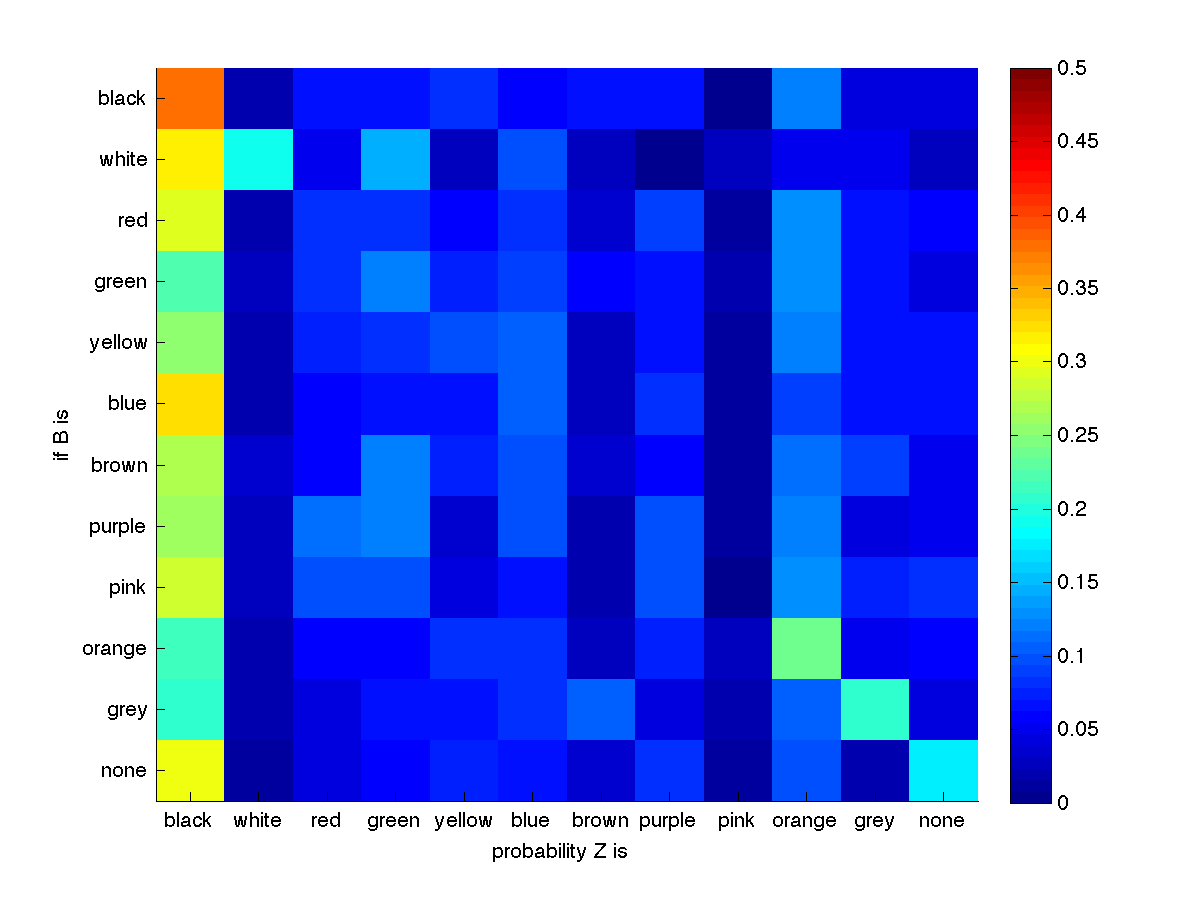 if B is
black
white
red
green
yellow
blue
brown
purple
pink
orange
grey
none
black white red green yellow blue brown purple pink orange grey none
probability Z is
0.5
0.45
0.4
0.35
0.3
0.25
0.2
0.15
0.1
0.05
0